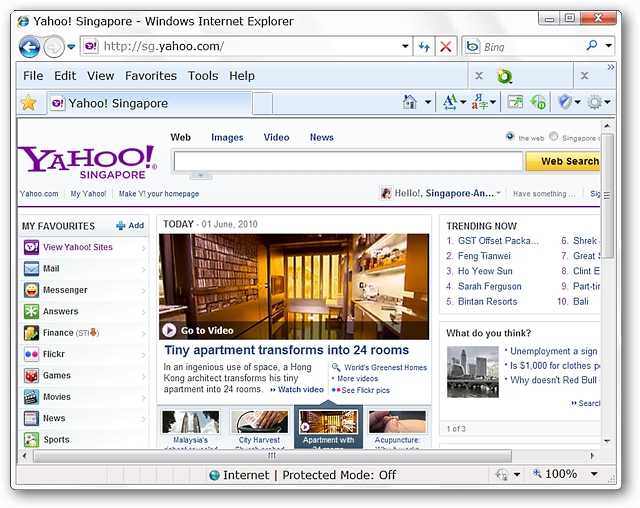 Yahoo! Singapore - Windows Internet Explorer
http://sg.yahoo.com/
Bing
File Edit View Favorites Tools Help
Yahoo! Singapore
Web Images Video News
the web Singapore
YAHOO!
SINGAPORE
Web Search
Yahoo.com My Yahoo! Make Y! your homepage
Hello!, Singapore-An... Have something ... Sig
MY FAVOURITES Add
View Yahoo! Sites
Mail
Messenger
Answers
Finance (STI)
Flickr
Games
Movies
News
Sports
TODAY - 01 June, 2010
Go to Video
Tiny apartment transforms into 24 rooms
In an ingenious use of space, a Hong
Kong architect transforms his tiny
apartment into 24 rooms. Watch video
World's Greenest Homes
More videos
See Flickr pics
Malaysia's
City Harvest
Apartment with
Acupuncture:
TRENDING NOW
1. GST Offset Packa...
2. Feng Tianwei
3. Ho Yeow Sun
4. Sarah Ferguson
5. Bintan Resorts
6. Shrek
7. Great S
8. Clint E
9. Part-tim
10. Bali
What do you think?
Unemployment a sign
Is $1,000 for clothes p
Why doesn't Red Bull
Search
1 of 3
Internet | Protected Mode: Off
100%